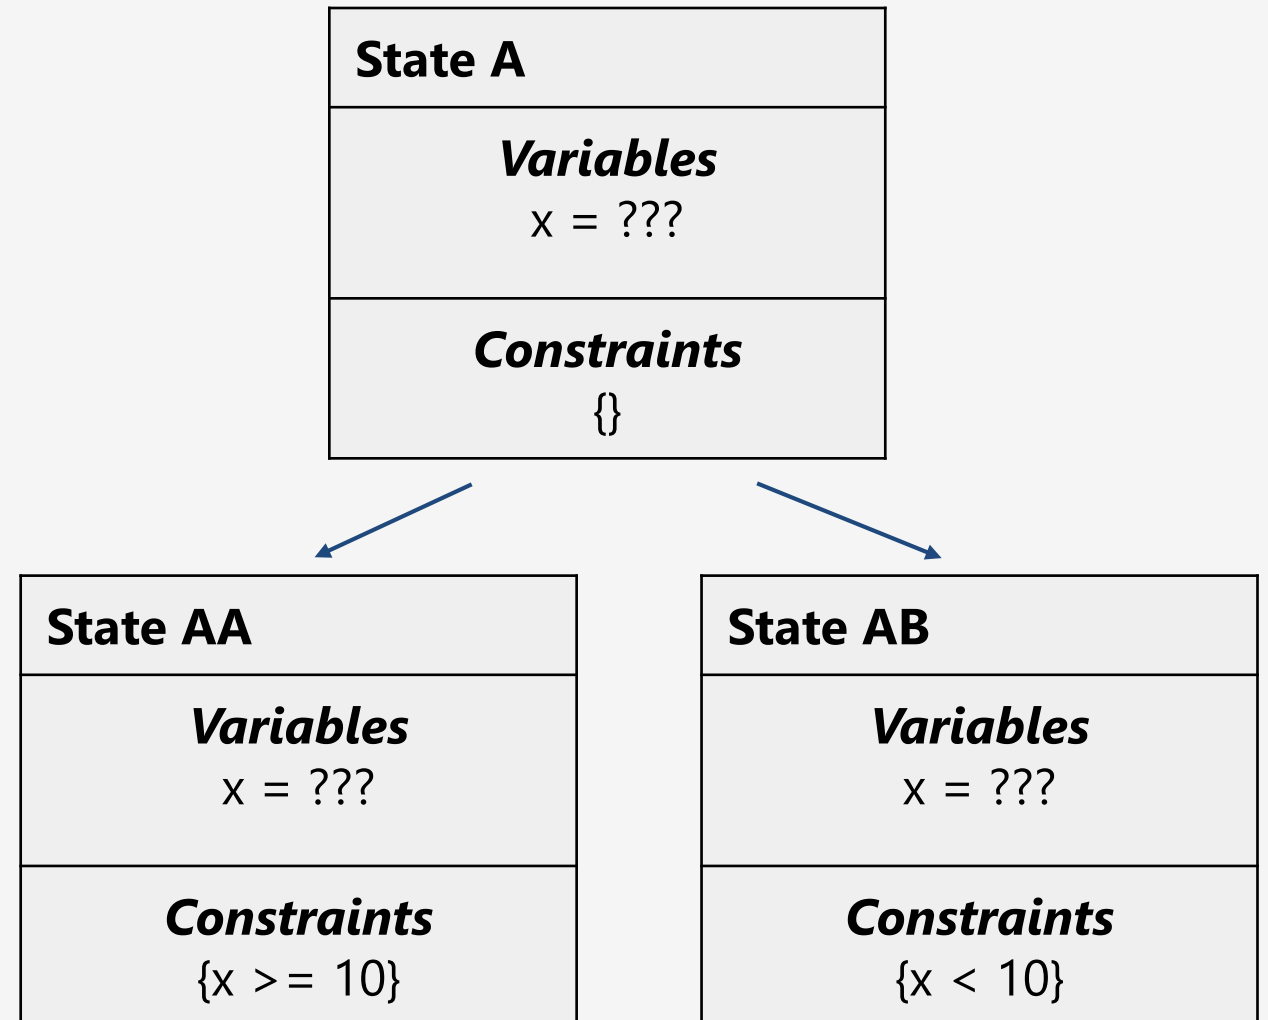 State A
Variables
x = ???
Constraints
{}
State AA
Variables
x = ???
Constraints
{x >= 10}
State AB
Variables
x = ???
Constraints
{x < 10}